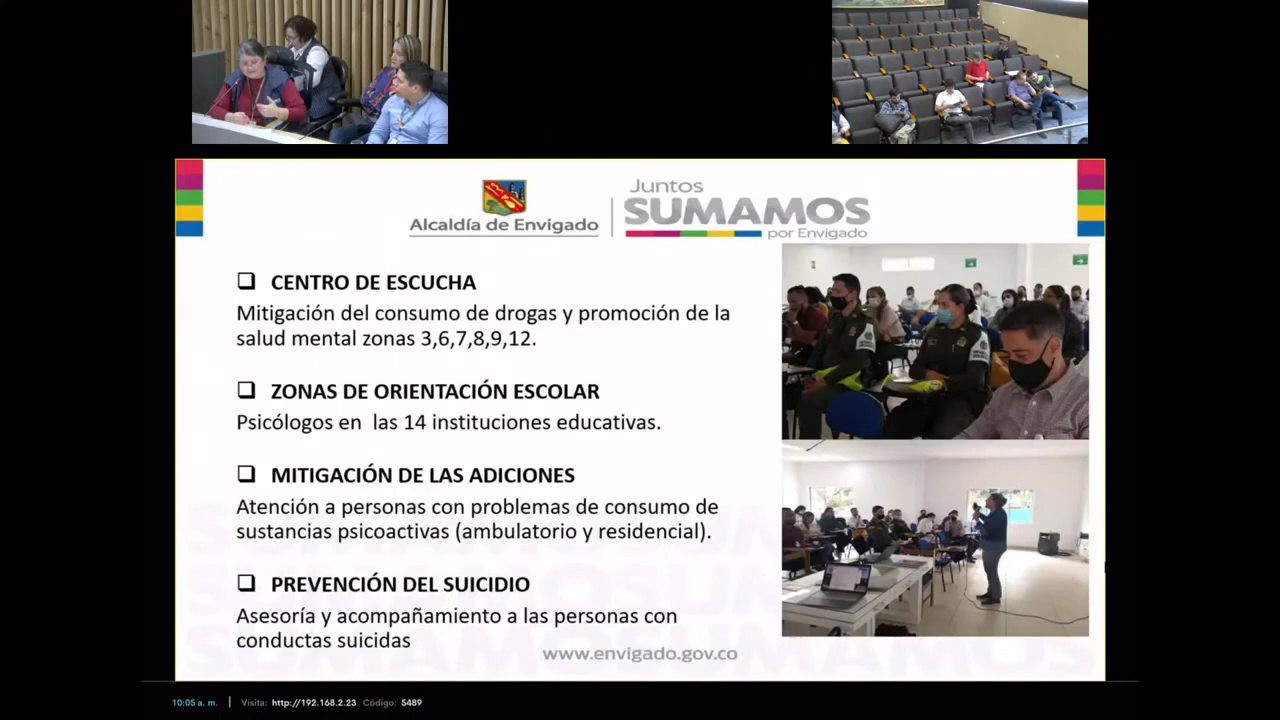 Alcaldía de Envigado
Juntos
SUMAMOS
por Envigado
CENTRO DE ESCUCHA
Mitigación del consumo de drogas y promoción de la
salud mental zonas 3,6,7,8,9,12.
ZONAS DE ORIENTACIÓN ESCOLAR
Psicólogos en las 14 instituciones educativas.
MITIGACIÓN DE LAS ADICIONES
Atención a personas con problemas de consumo de
sustancias psicoactivas (ambulatorio y residencial).
PREVENCIÓN DEL SUICIDIO
Asesoría y acompañamiento a las personas con
conductas suicidas
www.envigado.gov.co
10:05 a. m. | Visita: http://192.168.2.23 Código: 5489